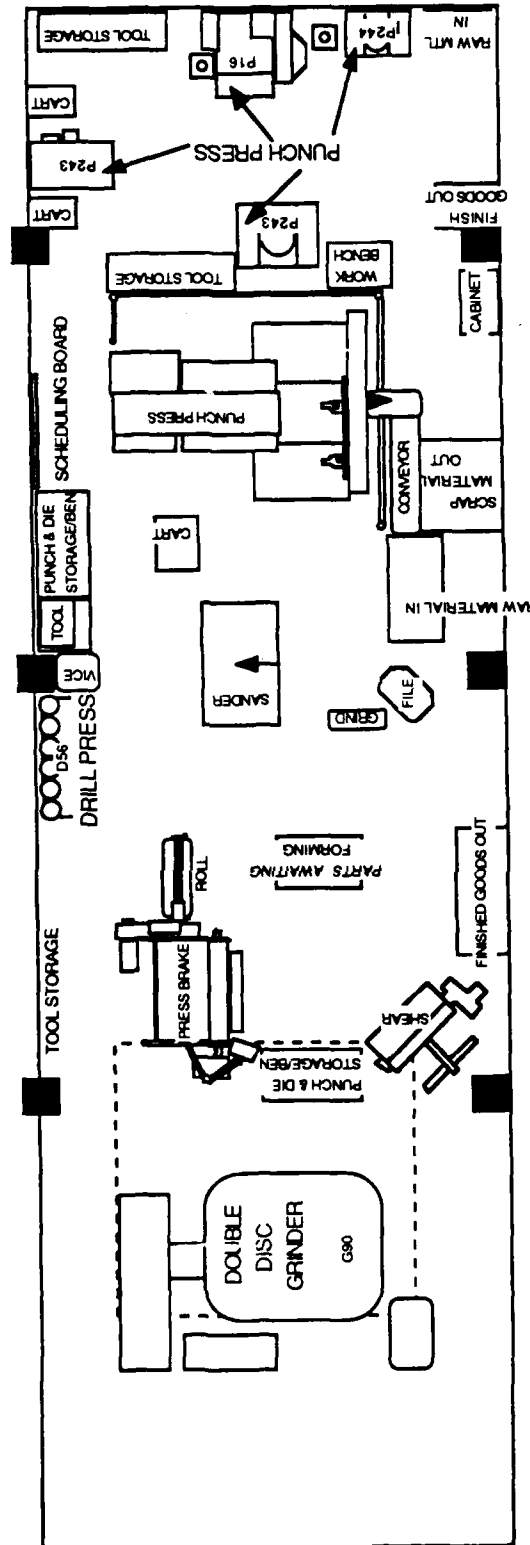 TOOL STORAGE
P16
P244
RAW MTL
IN
CART
P243
PUNCH PRESS
CART
FINISH
GOODS OUT
P243
TOOL STORAGE
WORK
BENCH
SCHEDULING BOARD
CABINET
PUNCH PRESS
CONVEYOR
SCRAP
MATERIAL
OUT
PUNCH & DIE
STORAGE/BEN
CART
TOOL
RAW MATERIAL IN
VICE
SANDER
GRIND
FILE
D56
DRILL PRESS
ROLL
PARTS AWAITING
FORMING
FINISHED GOODS OUT
TOOL STORAGE
PRESS BRAKE
SHEAR
PUNCH & DIE
STORAGE/BEN
DOUBLE
DISC
GRINDER
G90